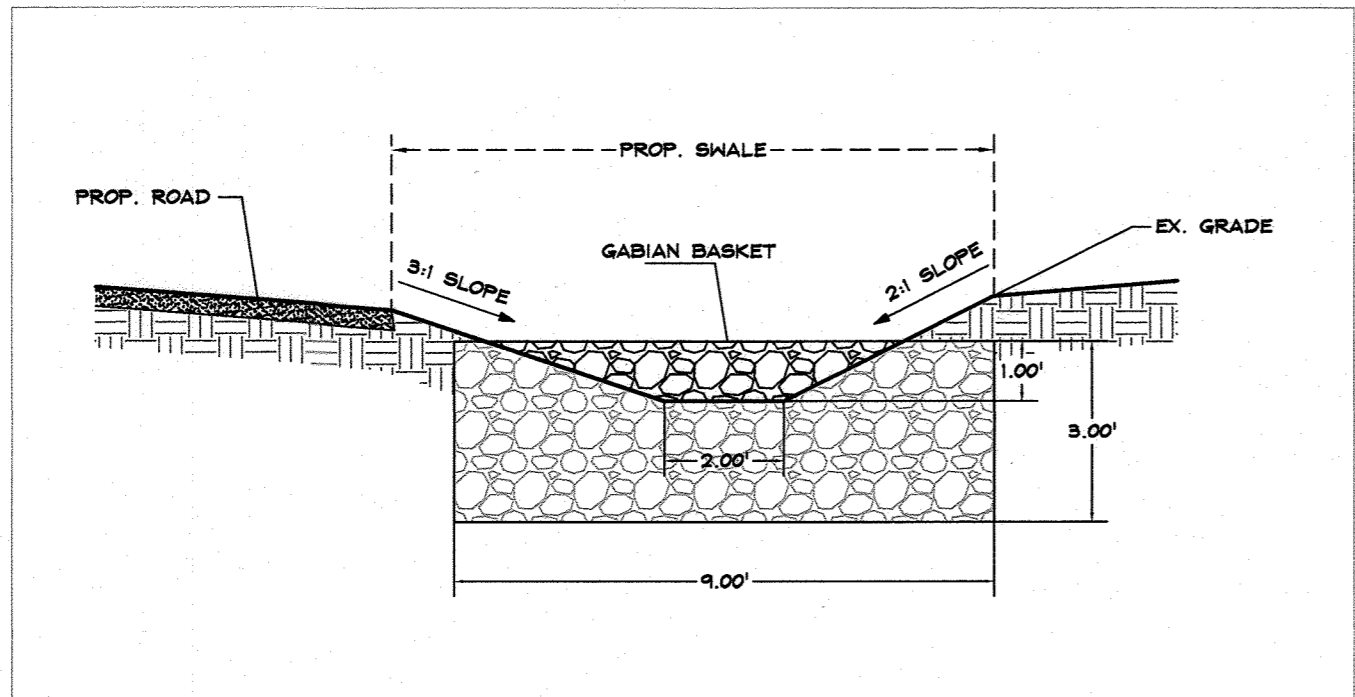 PROP. SWALE
PROP. ROAD
EX. GRADE
GABIAN BASKET
3:1 SLOPE
2:1 SLOPE
1.00'
3.00'
2.00'
9.00'